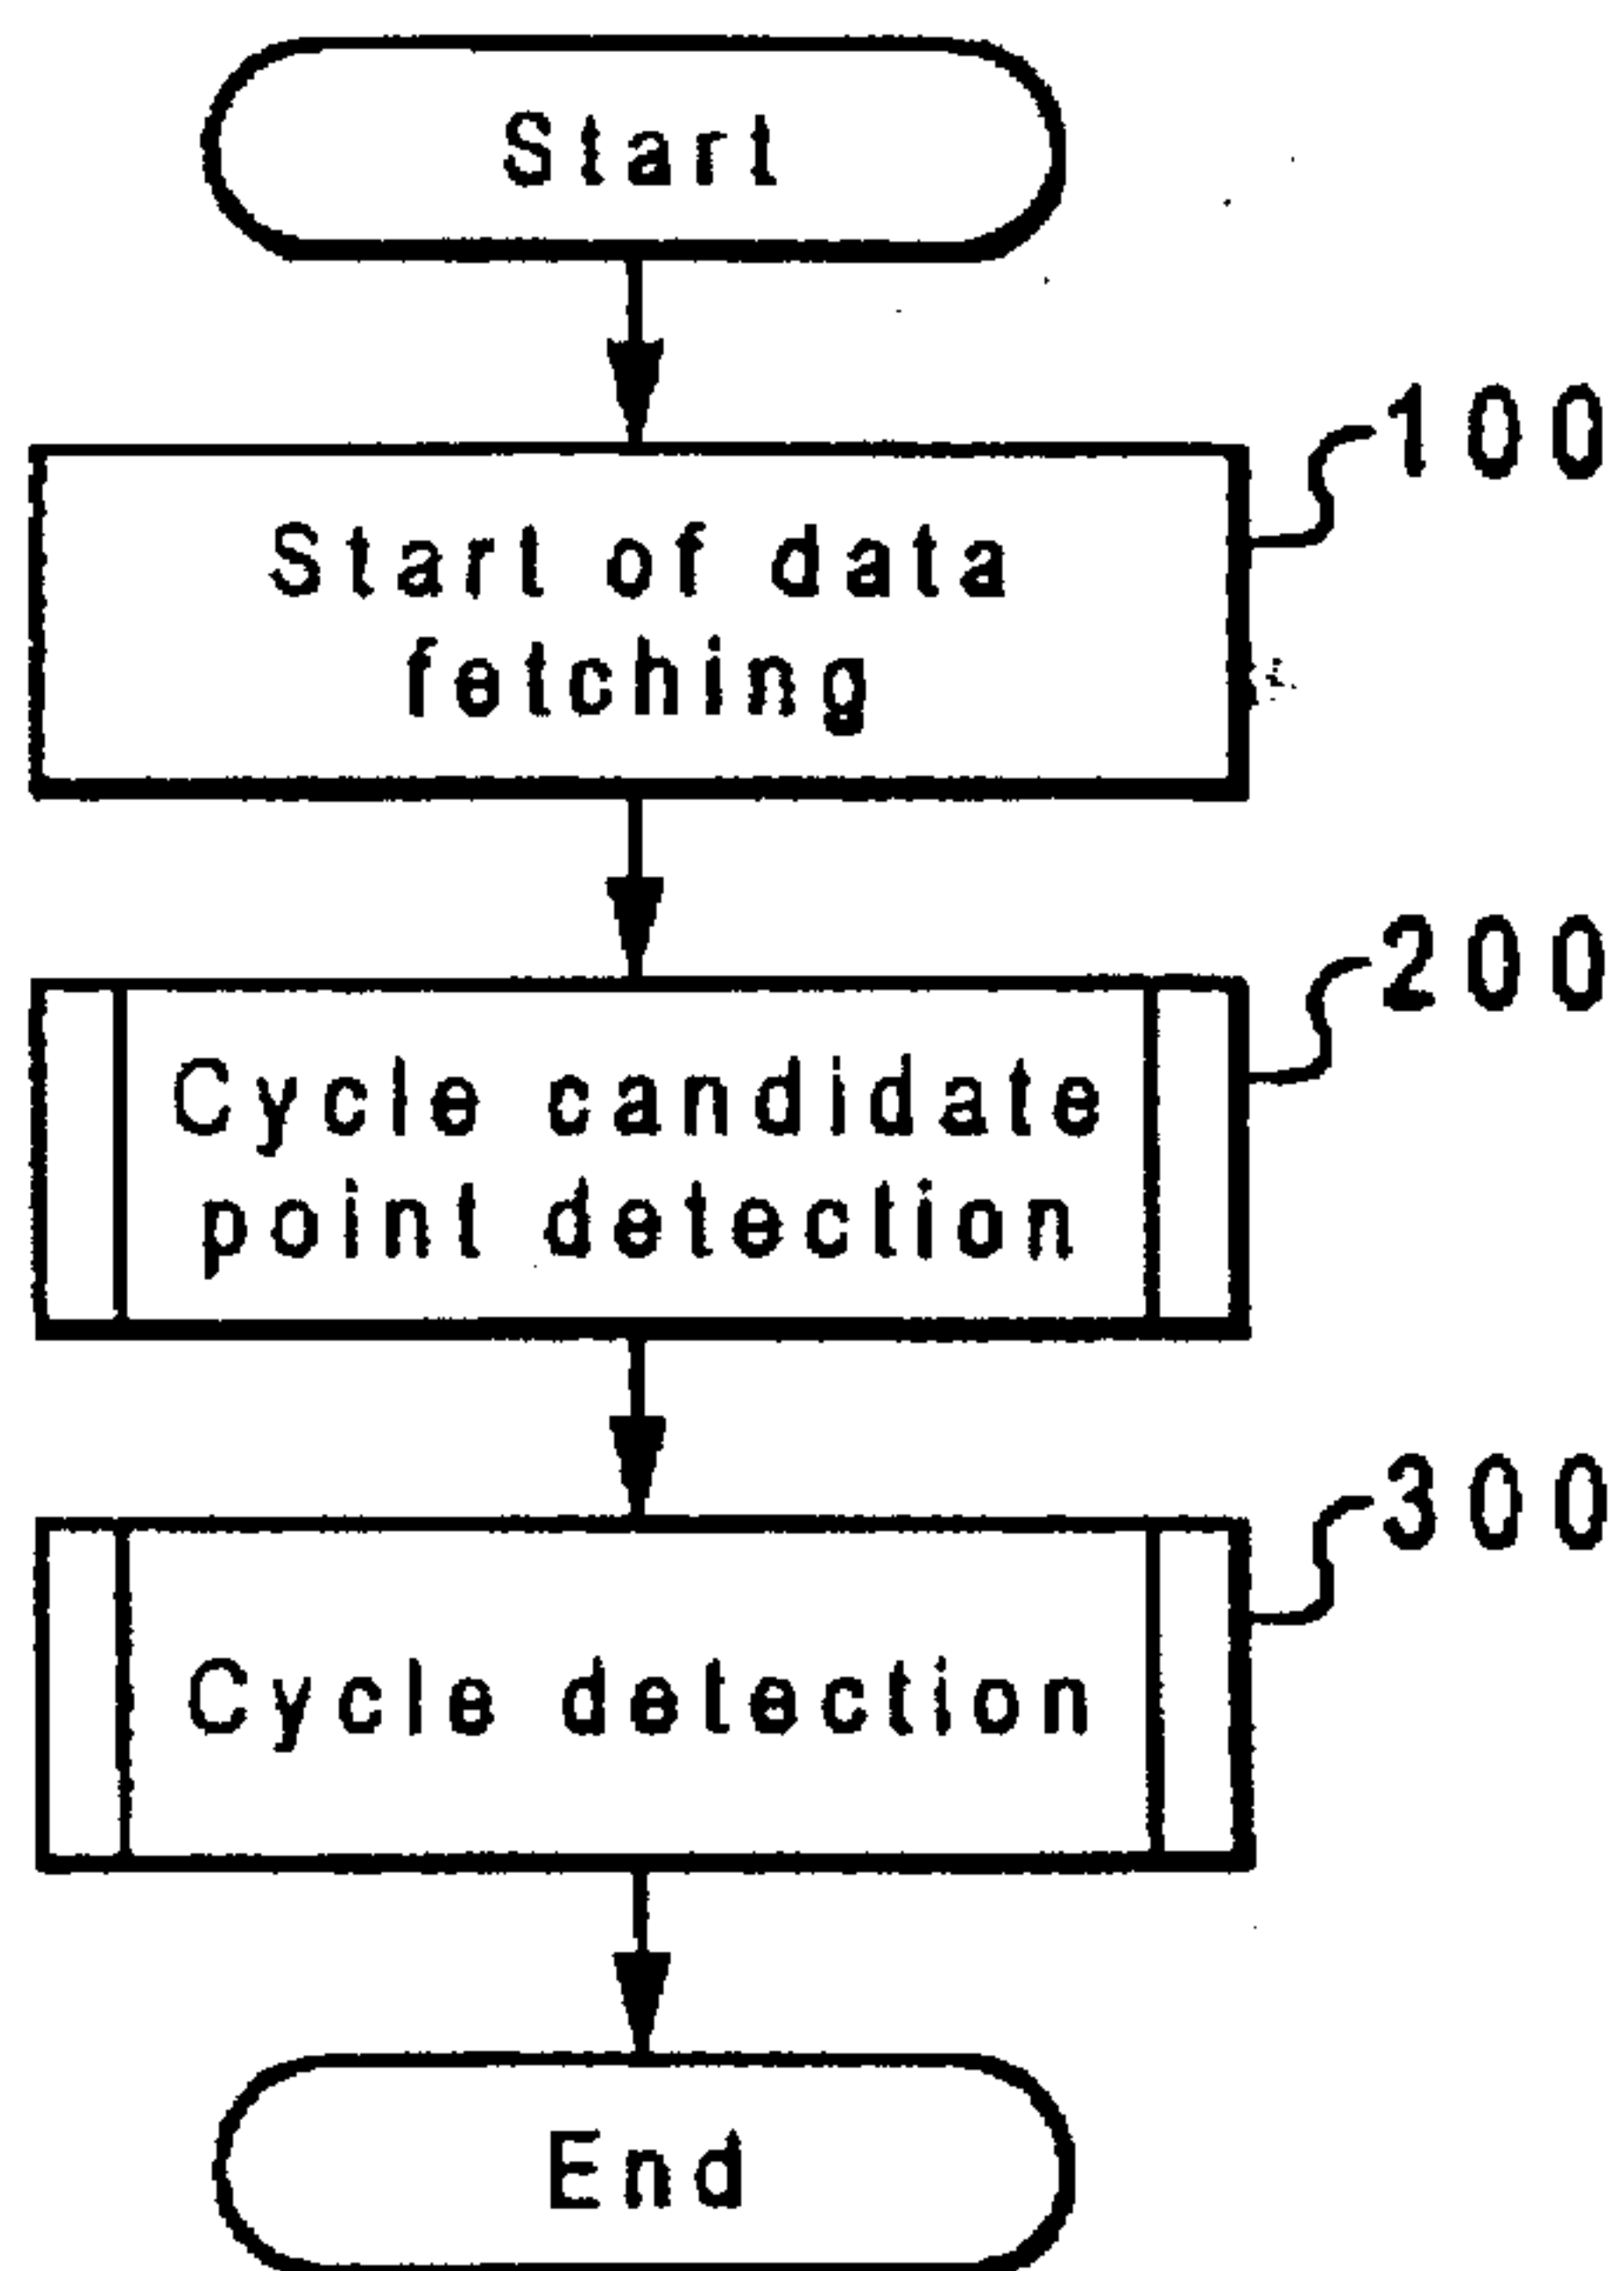 Start
100
Start of data
fetching
200
Cycle candidate
point detection
300
Cycle detection
End